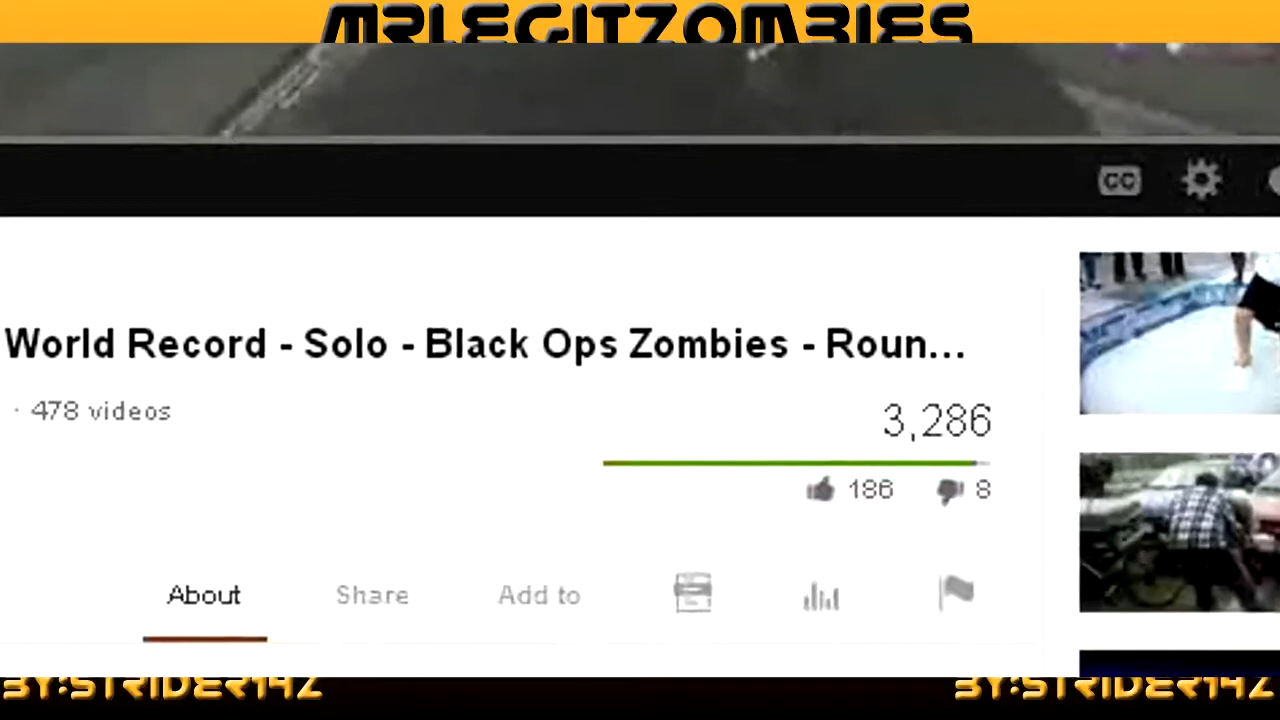 MRLEGITZOMBIES
CC
World Record - Solo - Black Ops Zombies - Roun...
· 478 videos
3,286
186 8
About Share Add to
BY:STRIDER142 BY:STRIDER142